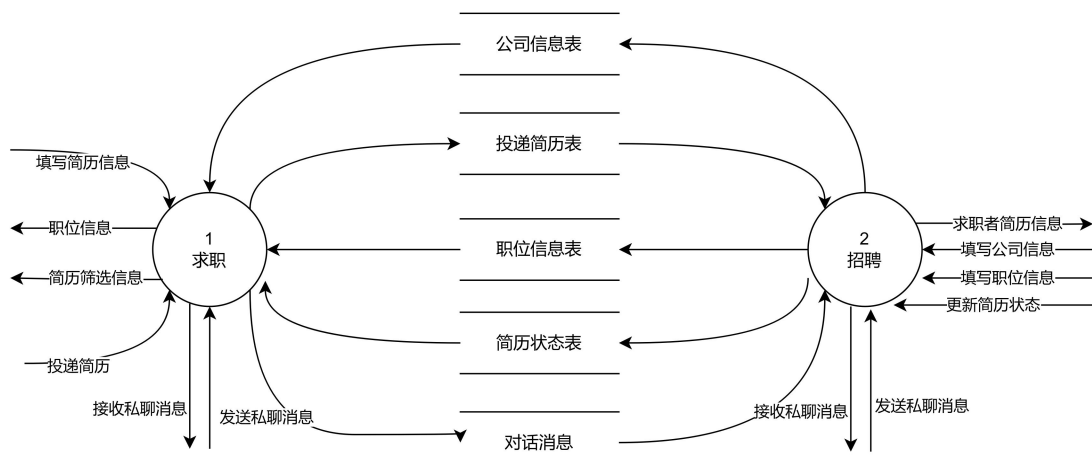 公司信息表
投递简历表
填写简历信息
职位信息
简历筛选信息
投递简历
1
求职
职位信息表
2
招聘
求职者简历信息
填写公司信息
填写职位信息
更新简历状态
简历状态表
接收私聊消息
发送私聊消息
接收私聊消息
发送私聊消息
对话消息